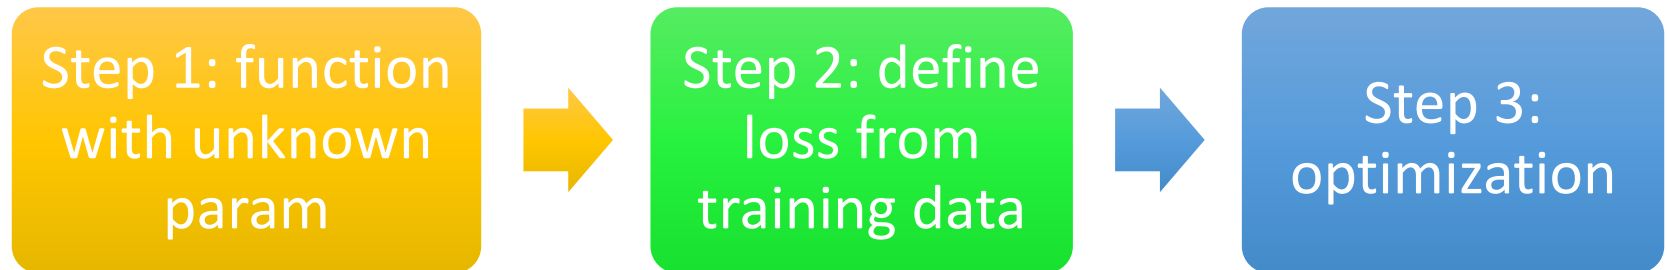 Step 1: function
with unknown
param
Step 2: define
loss from
training data
Step 3:
optimization